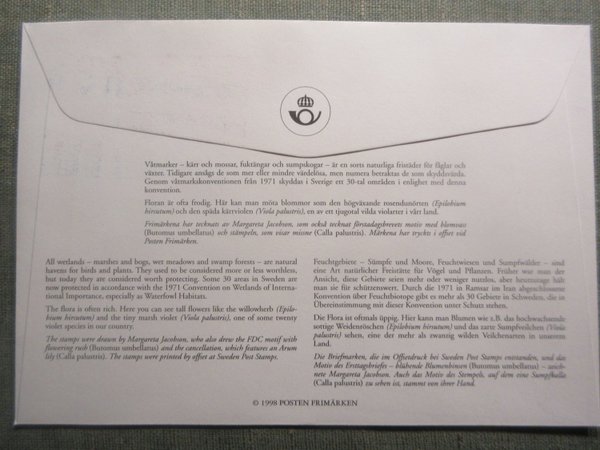 Våtmarker – kärr och mossar, fuktängar och sumpskogar – är en sorts naturliga fristäder för fåglar och
växter. Tidigare ansågs de som mer eller mindre värdelösa, men numera betraktas de som skyddsvärda.
Genom våtmarkskonventionen från 1971 skyddas i Sverige ett 30-tal områden i enlighet med denna
konvention.
Floran är ofta frodig. Här kan man möta blommor som den högväxande rosendunörten (Epilobium
hirsutum) och den späda kärrviolen (Viola palustris), en av ett tjugotal vilda violarter i vårt land.
Frimärkena har tecknats av Margareta Jacobson, som också tecknat förstadagsbrevets motiv med blomvass
(Butomus umbellatus) och stämpeln, som visar missne (Calla palustris). Märkena har tryckts i offset vid
Posten Frimärken.
All wetlands – marshes and bogs, wet meadows and swamp forests – are natural
havens for birds and plants. They used to be considered more or less worthless,
but today they are considered worth protecting. Some 30 areas in Sweden are
now protected in accordance with the 1971 Convention on Wetlands of Interna-
tional Importance, especially as Waterfowl Habitats.
The flora is often rich. Here you can see tall flowers like the willowherb (Epilo-
bium hirsutum) and the tiny marsh violet (Viola palustris), one of some twenty
violet species in our country.
The stamps were drawn by Margareta Jacobson, who also drew the FDC motif with
flowering rush (Butomus umbellatus) and the cancellation, which features an Arum
lily (Calla palustris). The stamps were printed by offset at Sweden Post Stamps.
Feuchtgebiete – Sümpfe und Moore, Feuchtwiesen und Sumpfwälder – sind
eine Art natürlicher Freistätte für Vögel und Pflanzen. Früher war man der
Ansicht, diese Gebiete seien mehr oder weniger nutzlos, aber heutzutage hält
man sie für schützenswert. Durch die 1971 in Ramsar im Iran abgeschlossene
Konvention über Feuchtbiotope gibt es mehr als 30 Gebiete in Schweden, die in
Übereinstimmung mit dieser Konvention unter Schutz stehen.
Die Flora ist oftmals üppig. Hier kann man Blumen wie z.B. das hochwachsende
zottige Weidenröschen (Epilobium hirsutum) und das zarte Sumpfveilchen (Viola
palustris) sehen, eine der mehr als zwanzig wilden Veilchenarten in unserem
Land.
Die Briefmarken, die im Offsetdruck bei Sweden Post Stamps entstanden, und das
Motiv des Ersttagsbriefes – blühende Blumenbinsen (Butomus umbellatus) – zeich-
nete Margareta Jacobson. Auch das Motiv des Stempels, auf dem eine Sumpfkalla
(Calla palustris) zu sehen ist, stammt von ihrer Hand.
© 1998 POSTEN FRIMÄRKEN